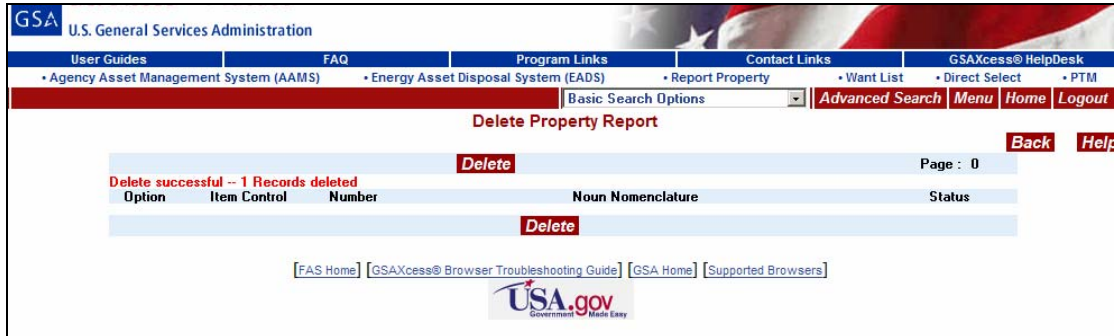 GSA
U.S. General Services Administration
User Guides FAQ Program Links Contact Links GSAXcess® HelpDesk
• Agency Asset Management System (AAMS) • Energy Asset Disposal System (EADS) • Report Property • Want List • Direct Select • PTM
Basic Search Options Advanced Search Menu Home Logout
Delete Property Report
Back Help
Delete Page : 0
Delete successful -- 1 Records deleted
Option Item Control Number Noun Nomenclature Status
Delete
[FAS Home] [GSAXcess® Browser Troubleshooting Guide] [GSA Home] [Supported Browsers]
USA.gov
Government Made Easy